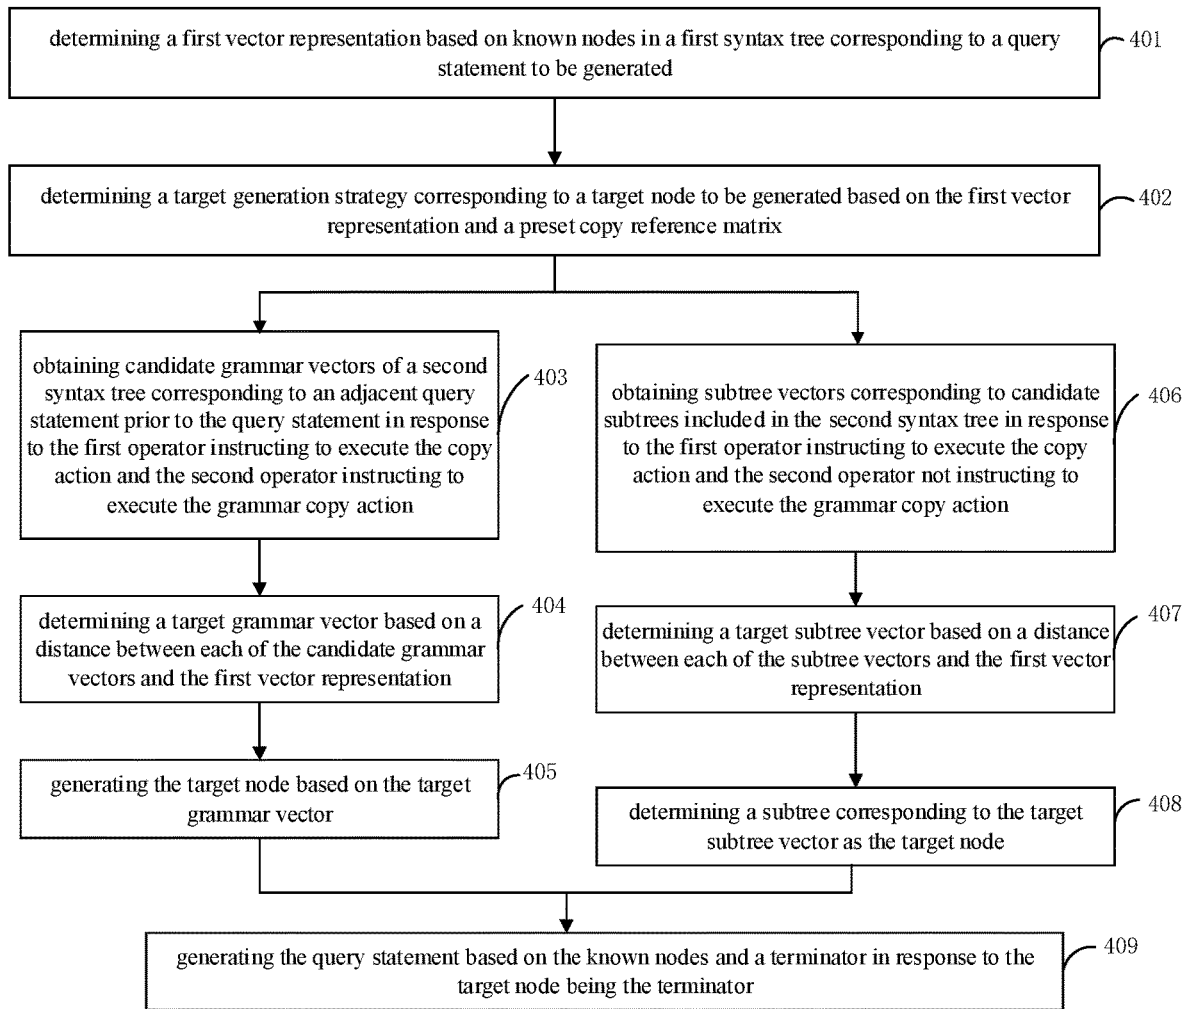 determining a first vector representation based on known nodes in a first syntax tree corresponding to a query
statement to be generated
401
determining a target generation strategy corresponding to a target node to be generated based on the first vector
representation and a preset copy reference matrix
402
obtaining candidate grammar vectors of a second
syntax tree corresponding to an adjacent query
statement prior to the query statement in response
to the first operator instructing to execute the copy
action and the second operator instructing to
execute the grammar copy action
403
obtaining subtree vectors corresponding to candidate
subtrees included in the second syntax tree in response
to the first operator instructing to execute the copy
action and the second operator not instructing to
execute the grammar copy action
406
determining a target grammar vector based on a
distance between each of the candidate grammar
vectors and the first vector representation
404
determining a target subtree vector based on a distance
between each of the subtree vectors and the first vector
representation
407
generating the target node based on the target
grammar vector
405
determining a subtree corresponding to the target
subtree vector as the target node
408
generating the query statement based on the known nodes and a terminator in response to the
target node being the terminator
409